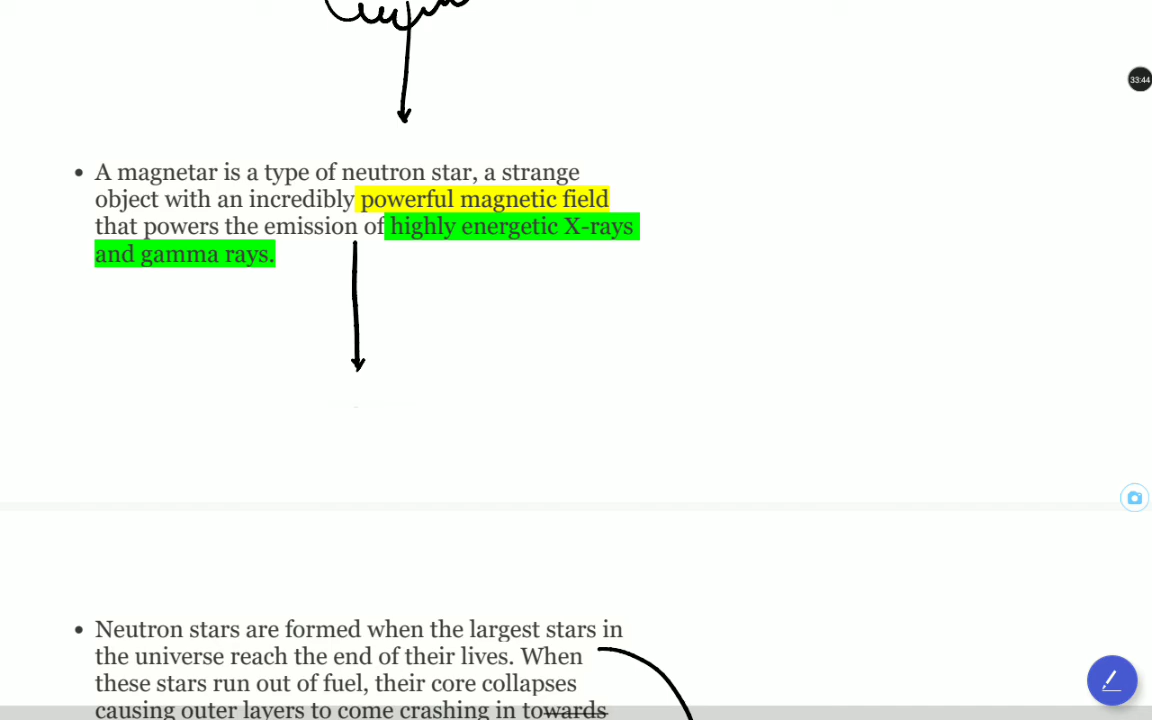 33:44
• A magnetar is a type of neutron star, a strange
object with an incredibly powerful magnetic field
that powers the emission of highly energetic X-rays
and gamma rays.
• Neutron stars are formed when the largest stars in
the universe reach the end of their lives. When
these stars run out of fuel, their core collapses
causing outer layers to come crashing in towards